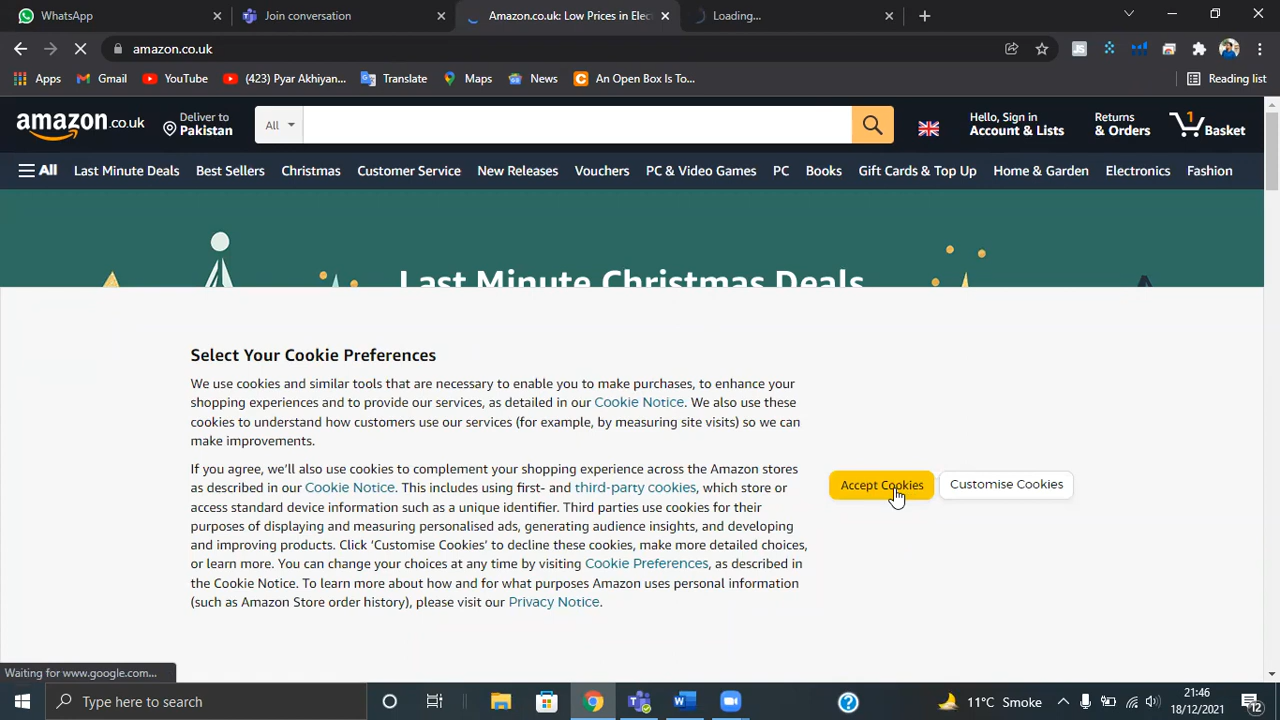 WhatsApp
Join conversation
Amazon.co.uk: Low Prices in Elec
Loading...
amazon.co.uk
Apps
Gmail
YouTube
(423) Pyar Akhiyan...
Translate
Maps
News
An Open Box Is To...
Reading list
amazon.co.uk
Deliver to
Pakistan
All
Hello, Sign in
Account & Lists
Returns
& Orders
1
Basket
All
Last Minute Deals
Best Sellers
Christmas
Customer Service
New Releases
Vouchers
PC & Video Games
PC
Books
Gift Cards & Top Up
Home & Garden
Electronics
Fashion
Last Minute Christmas Deals
Select Your Cookie Preferences
We use cookies and similar tools that are necessary to enable you to make purchases, to enhance your
shopping experiences and to provide our services, as detailed in our Cookie Notice. We also use these
cookies to understand how customers use our services (for example, by measuring site visits) so we can
make improvements.
If you agree, we'll also use cookies to complement your shopping experience across the Amazon stores
as described in our Cookie Notice. This includes using first- and third-party cookies, which store or
access standard device information such as a unique identifier. Third parties use cookies for their
purposes of displaying and measuring personalised ads, generating audience insights, and developing
and improving products. Click 'Customise Cookies' to decline these cookies, make more detailed choices,
or learn more. You can change your choices at any time by visiting Cookie Preferences, as described in
the Cookie Notice. To learn more about how and for what purposes Amazon uses personal information
(such as Amazon Store order history), please visit our Privacy Notice.
Accept Cookies
Customise Cookies
Waiting for www.google.com...
Type here to search
11°C Smoke
21:46
18/12/2021
12